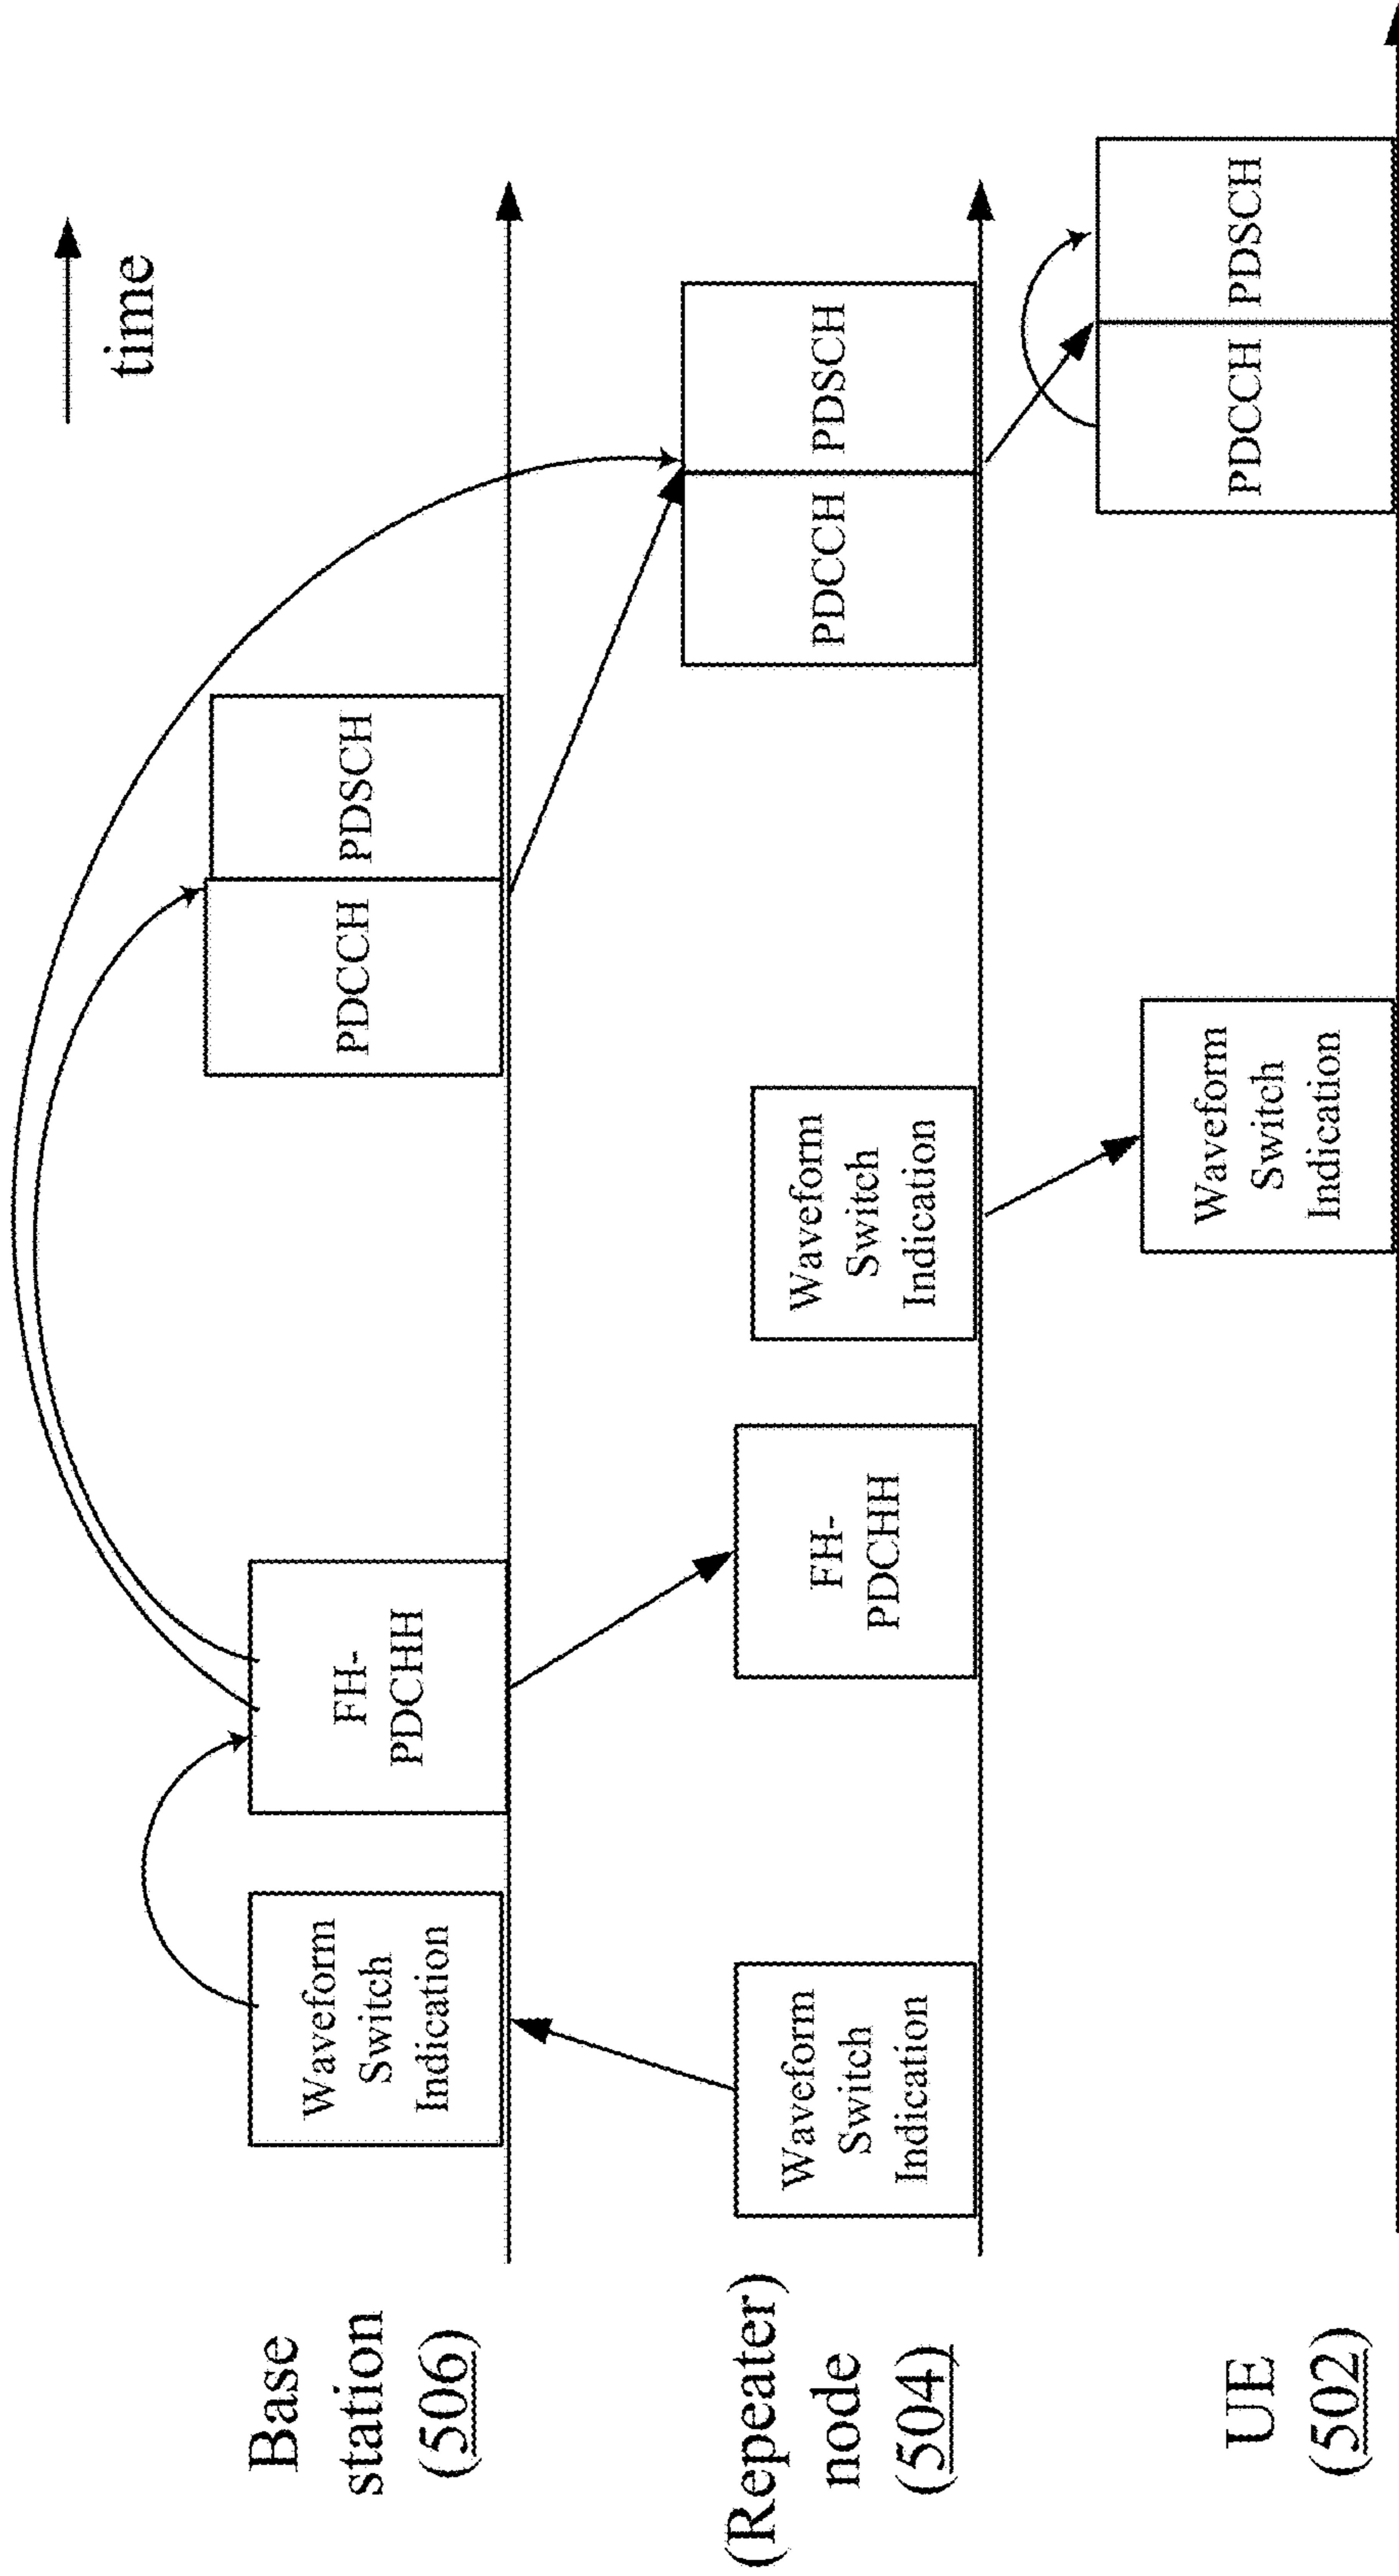 time
Base
station
(506)
Waveform
Switch
Indication
FH-
PDCHH
PDCCH
PDSCH
(Repeater)
node
(504)
Waveform
Switch
Indication
FH-
PDCHH
Waveform
Switch
Indication
PDCCH
PDSCH
UE
(502)
Waveform
Switch
Indication
PDCCH
PDSCH